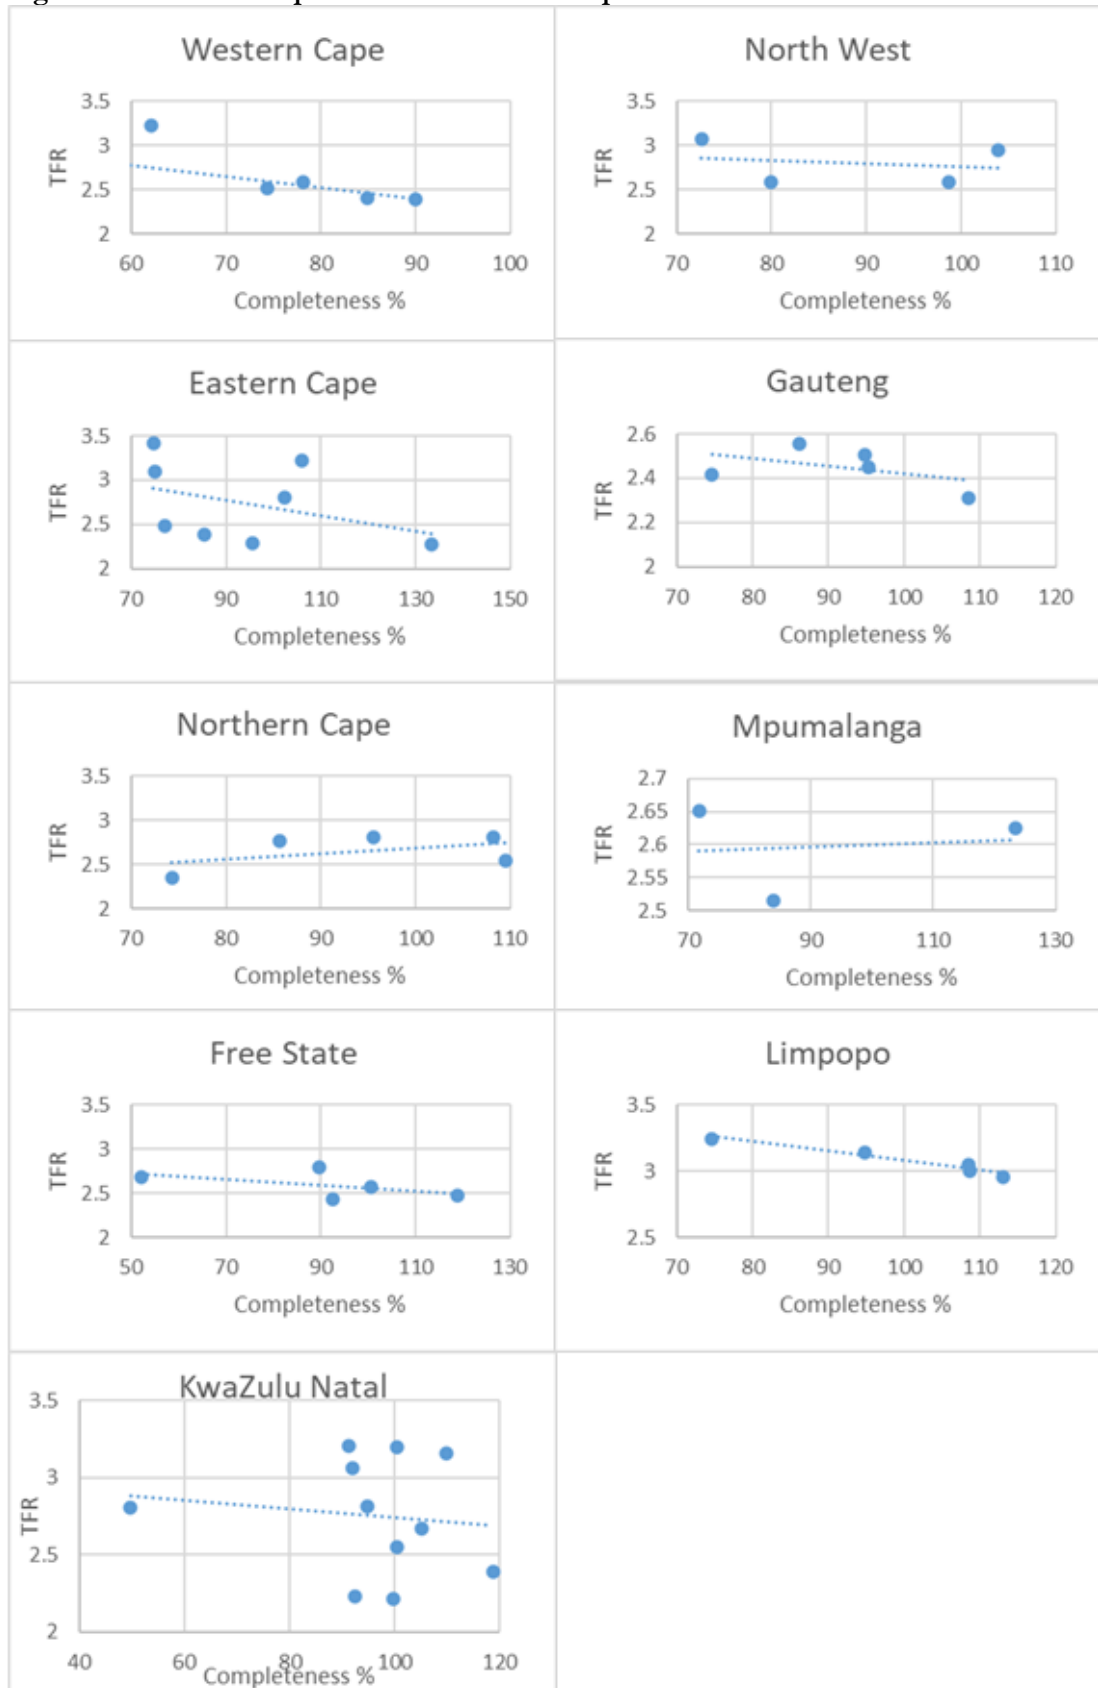 Western Cape
3.5
3
2.5
2
TFR
60 70 80 90 100
Completeness %
North West
3.5
3
2.5
2
TFR
70 80 90 100 110
Completeness %
Eastern Cape
3.5
3
2.5
2
TFR
70 90 110 130 150
Completeness %
Gauteng
2.6
2.4
2.2
2
TFR
70 80 90 100 110 120
Completeness %
Northern Cape
3.5
3
2.5
2
TFR
70 80 90 100 110
Completeness %
Mpumalanga
2.7
2.65
2.6
2.55
2.5
TFR
70 90 110 130
Completeness %
Free State
3.5
3
2.5
2
TFR
50 70 90 110 130
Completeness %
Limpopo
3.5
3
2.5
TFR
70 80 90 100 110 120
Completeness %
KwaZulu Natal
3.5
3
2.5
2
TFR
40 60 80 100 120
Completeness %